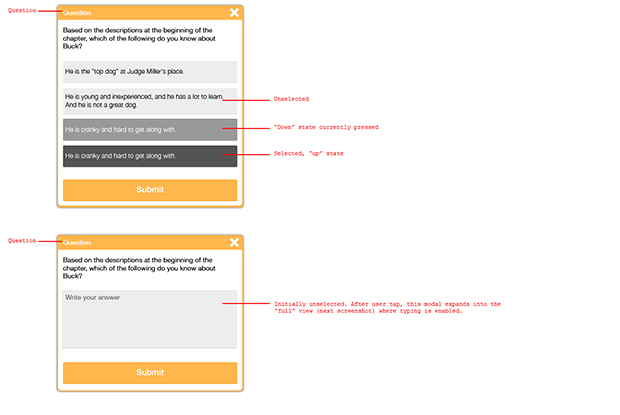 Question
Question
Based on the descriptions at the beginning of the
chapter, which of the following do you know about
Buck?
He is the "top dog" at Judge Miller's place.
He is young and inexperienced, and he has a lot to learn.
And he is not a great dog.
Unselected
He is cranky and hard to get along with.
"Down" state currently pressed
He is cranky and hard to get along with.
Selected, "up" state
Submit
Question
Question
Based on the descriptions at the beginning of the
chapter, which of the following do you know about
Buck?
Write your answer
Initially unselected. After user tap, this modal expands into the
"full" view (next screenshot) where typing is enabled.
Submit